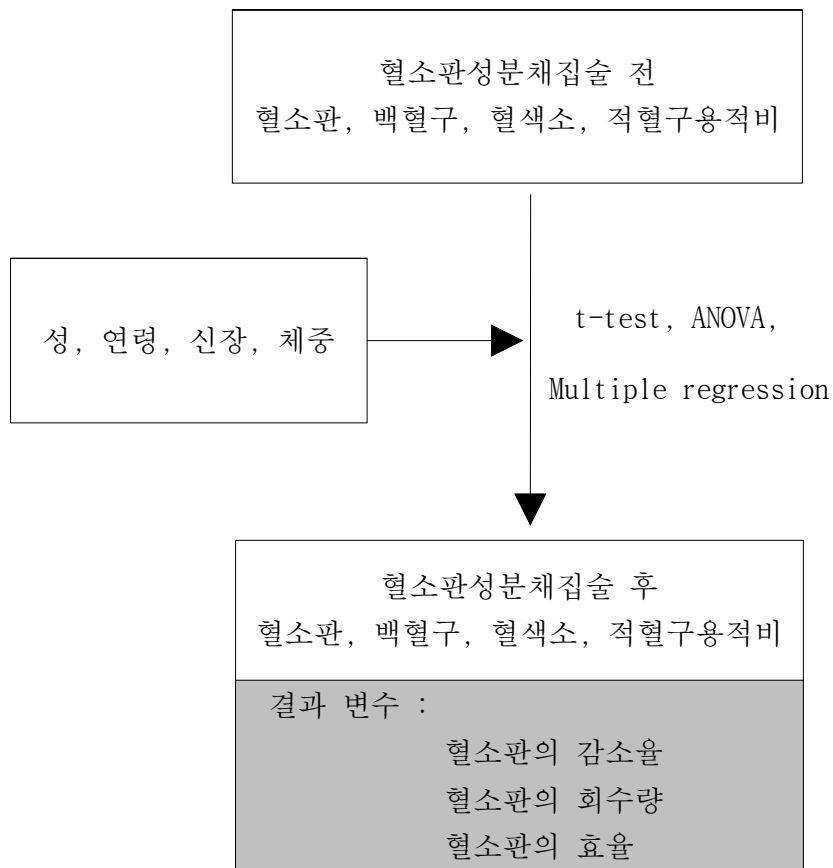 혈소판성분채집술 전
혈소판, 백혈구, 혈색소, 적혈구용적비
성, 연령, 신장, 체중
t-test, ANOVA,
Multiple regression
혈소판성분채집술 후
혈소판, 백혈구, 혈색소, 적혈구용적비
결과 변수 :
혈소판의 감소율
혈소판의 회수량
혈소판의 효율